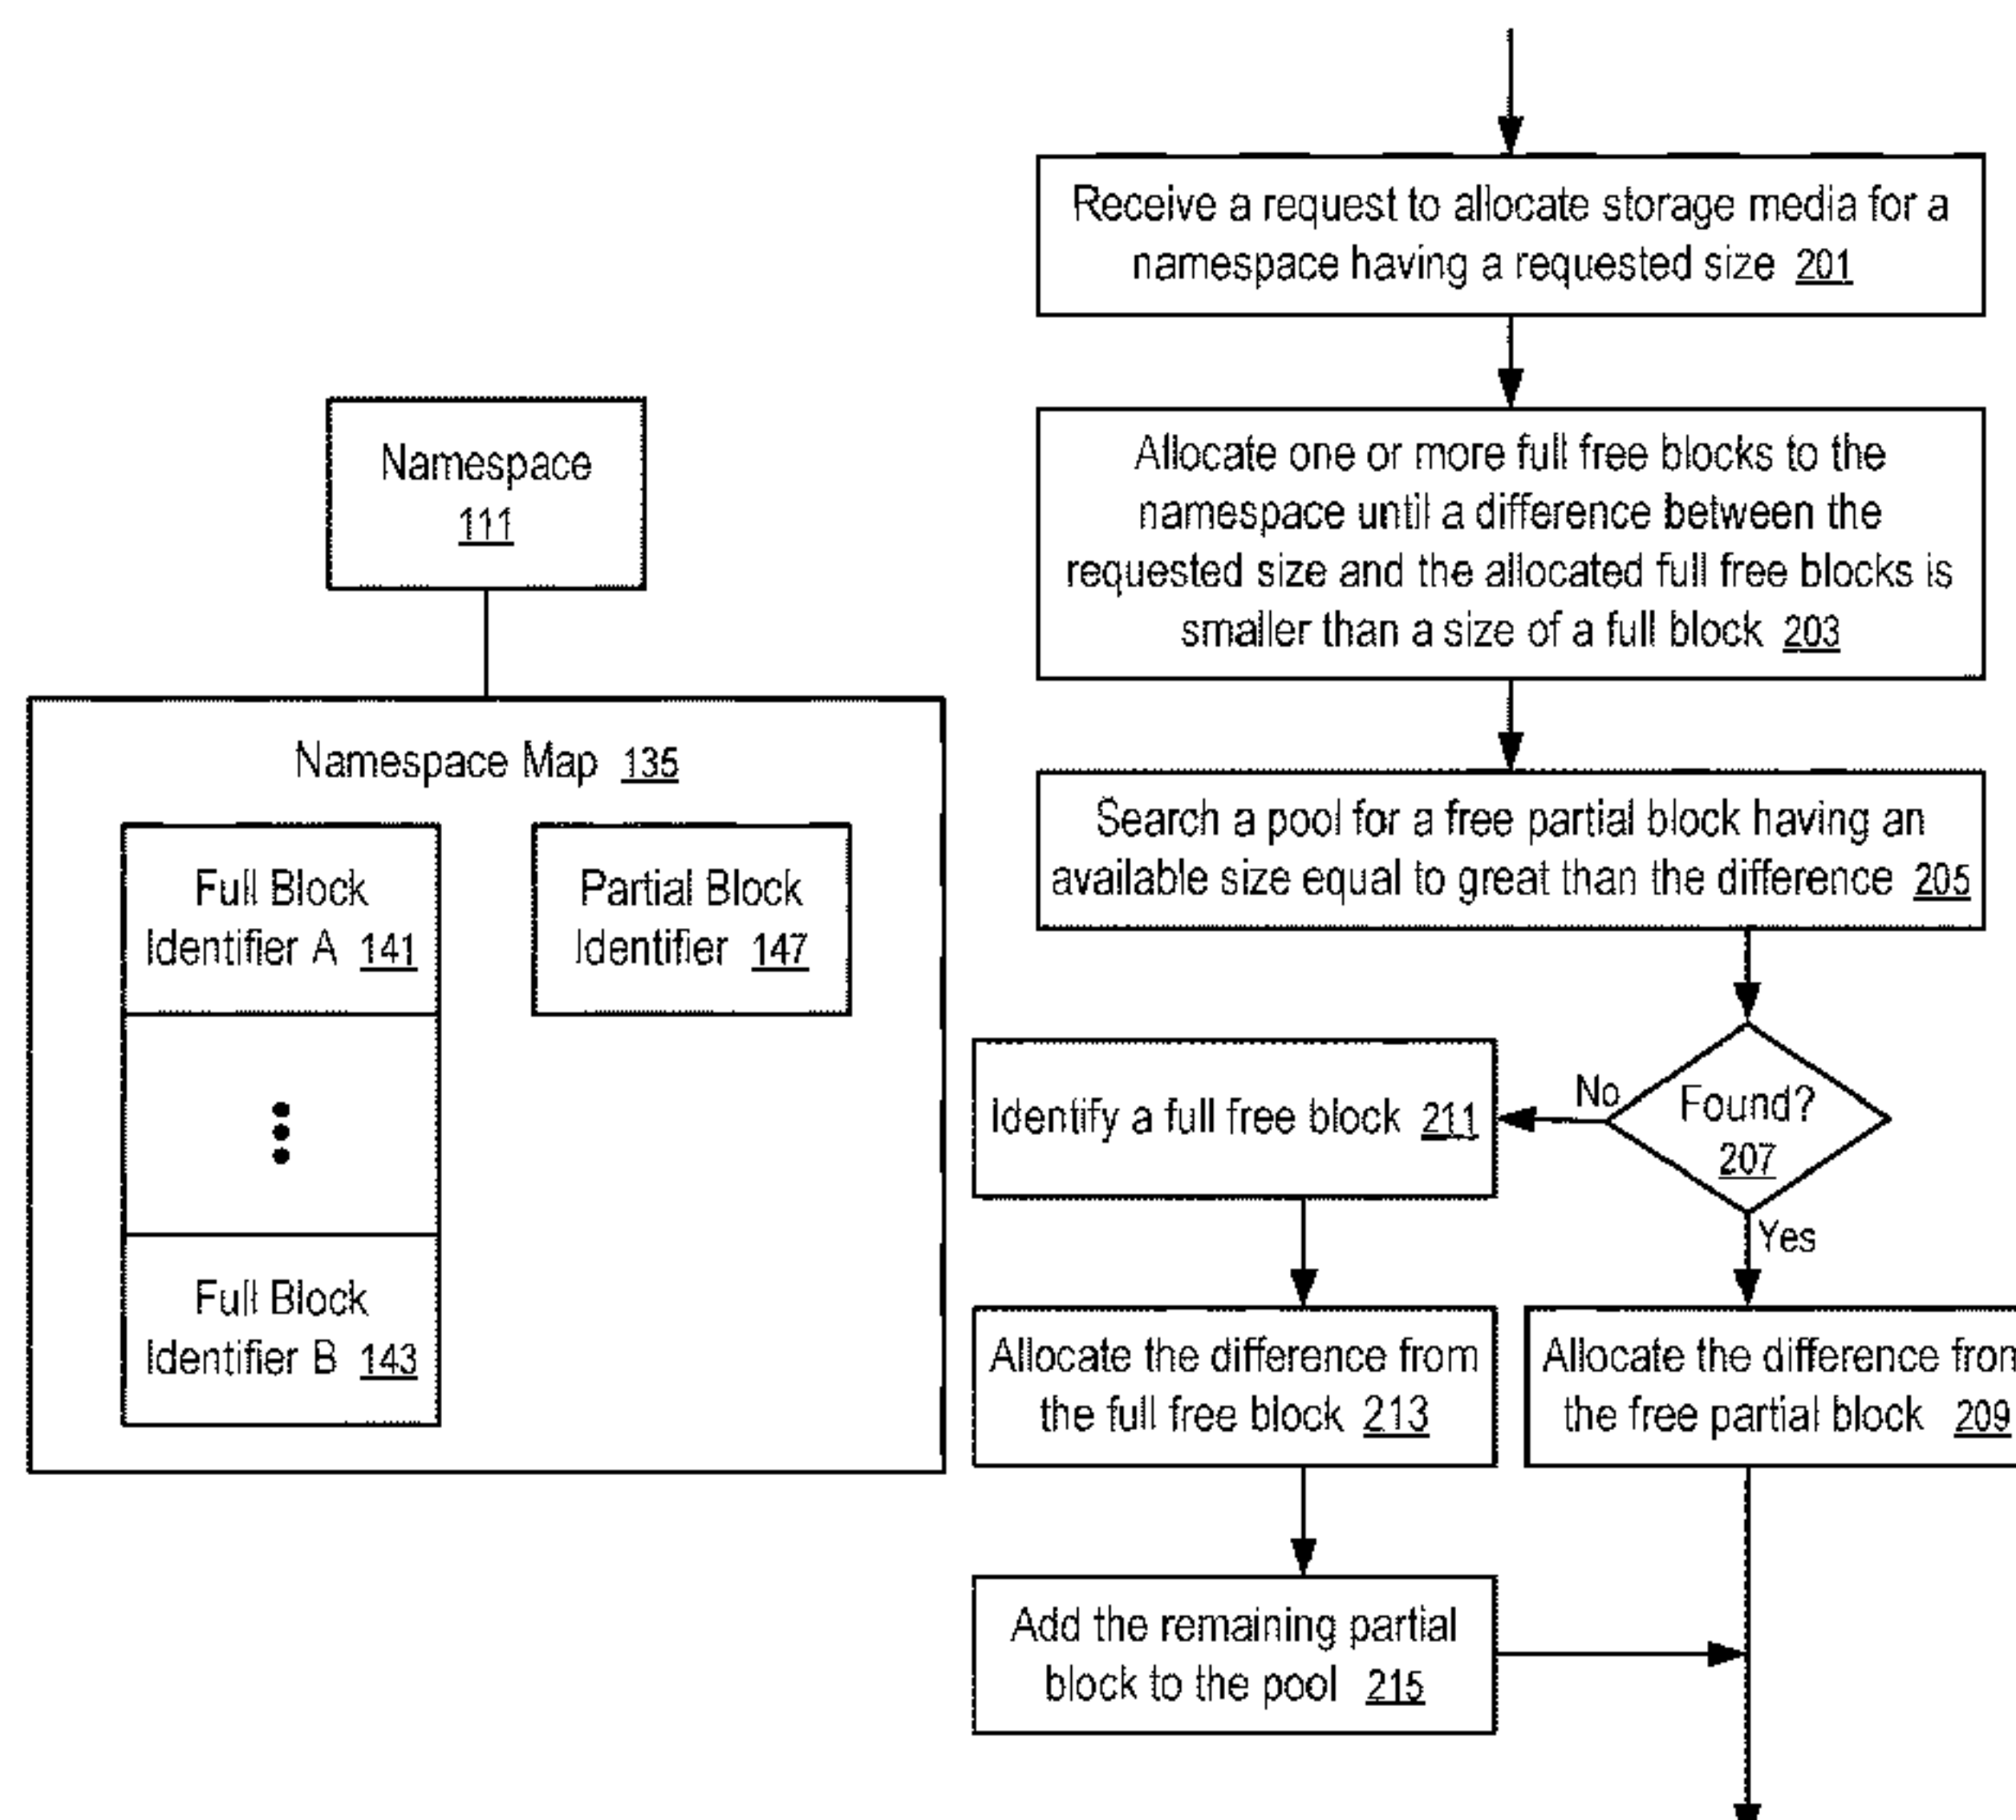 Namespace
111
Namespace Map 135
Full Block
Identifier A 141
Partial Block
Identifier 147
Full Block
Identifier B 143
Receive a request to allocate storage media for a
namespace having a requested size 201
Allocate one or more full free blocks to the
namespace until a difference between the
requested size and the allocated full free blocks is
smaller than a size of a full block 203
Search a pool for a free partial block having an
available size equal to great than the difference 205
Found?
207
No
Yes
Identify a full free block 211
Allocate the difference from
the full free block 213
Allocate the difference from
the free partial block 209
Add the remaining partial
block to the pool 215